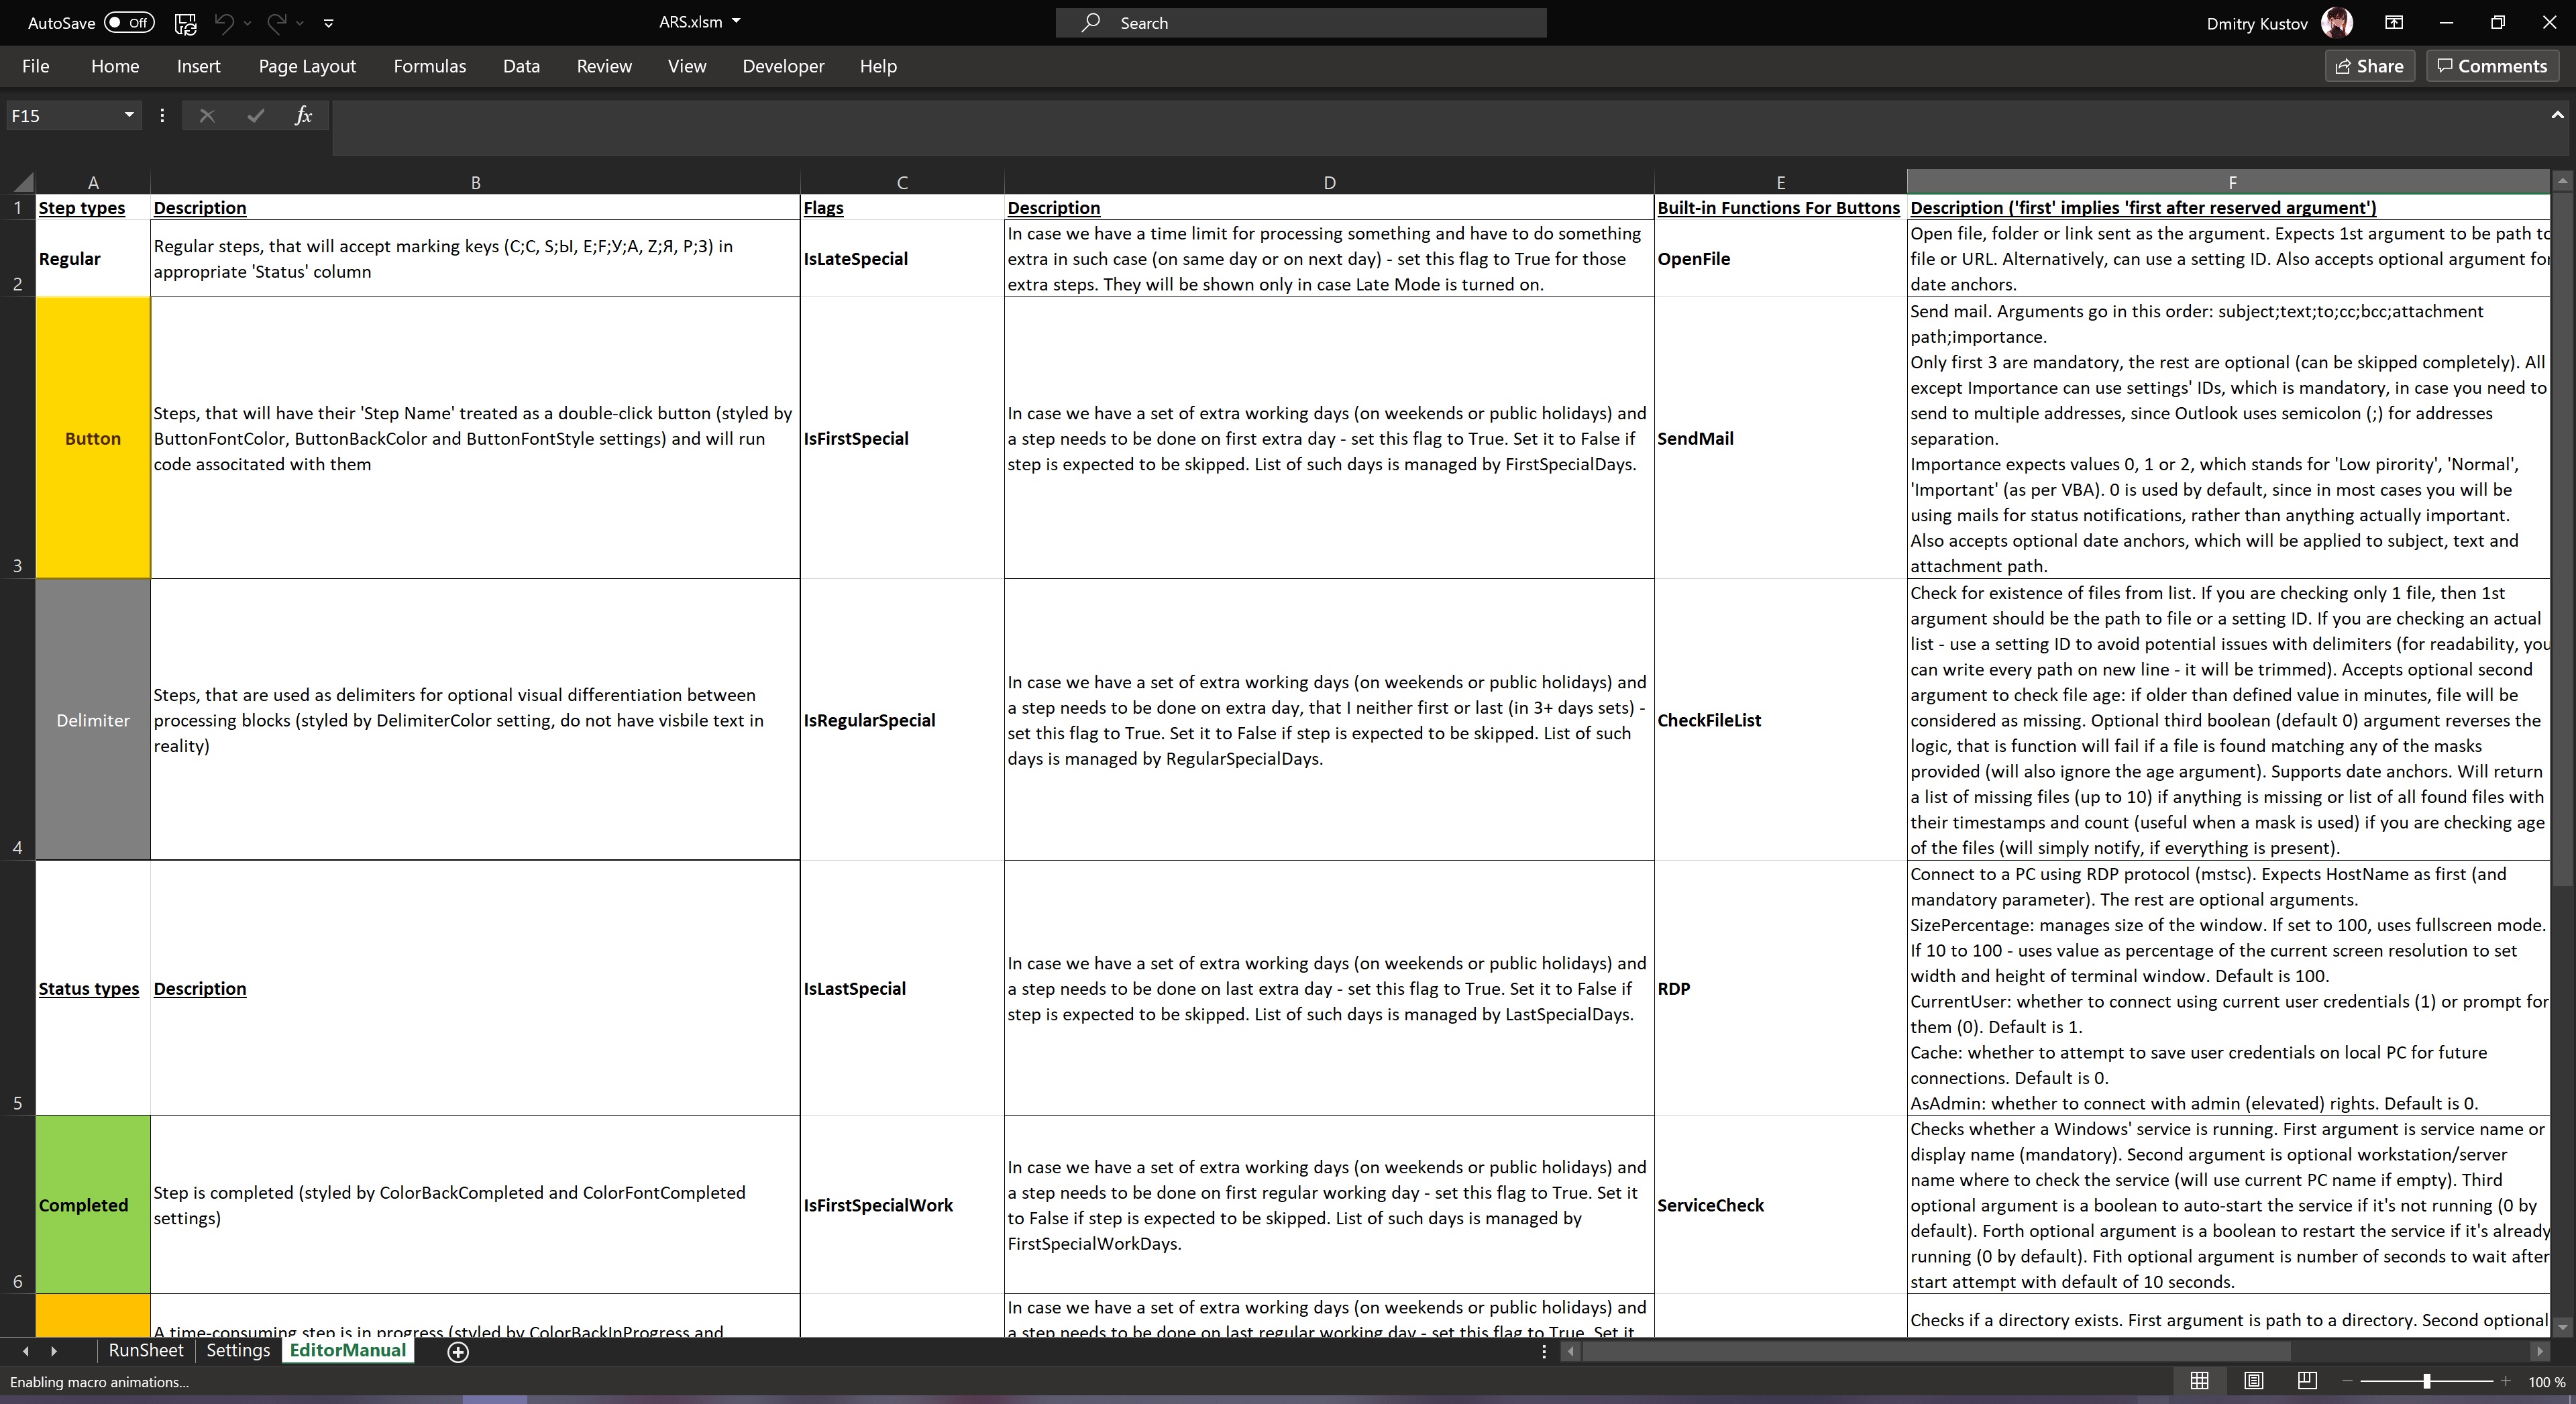 AutoSave Off
ARS.xlsm
Search
Dmitry Kustov
File Home Insert Page Layout Formulas Data Review View Developer Help
Share Comments
F15
fx
A B C D E F
1 Step types Description Flags Description Built-in Functions For Buttons Description ('first' implies 'first after reserved argument')
2
Regular
Regular steps, that will accept marking keys (C;С, S;Ы, E;F;У;А, Z;Я, P;З) in
appropriate 'Status' column
IsLateSpecial
In case we have a time limit for processing something and have to do something
extra in such case (on same day or on next day) - set this flag to True for those
extra steps. They will be shown only in case Late Mode is turned on.
OpenFile
Open file, folder or link sent as the argument. Expects 1st argument to be path to
file or URL. Alternatively, can use a setting ID. Also accepts optional argument for
date anchors.
3
Button
Steps, that will have their 'Step Name' treated as a double-click button (styled by
ButtonFontColor, ButtonBackColor and ButtonFontStyle settings) and will run
code associtated with them
IsFirstSpecial
In case we have a set of extra working days (on weekends or public holidays) and
a step needs to be done on first extra day - set this flag to True. Set it to False if
step is expected to be skipped. List of such days is managed by FirstSpecialDays.
SendMail
Send mail. Arguments go in this order: subject;text;to;cc;bcc;attachment
path;importance.
Only first 3 are mandatory, the rest are optional (can be skipped completely). All
except Importance can use settings' IDs, which is mandatory, in case you need to
send to multiple addresses, since Outlook uses semicolon (;) for addresses
separation.
Importance expects values 0, 1 or 2, which stands for 'Low pirority', 'Normal',
'Important' (as per VBA). 0 is used by default, since in most cases you will be
using mails for status notifications, rather than anything actually important.
Also accepts optional date anchors, which will be applied to subject, text and
attachment path.
4
Delimiter
Steps, that are used as delimiters for optional visual differentiation between
processing blocks (styled by DelimiterColor setting, do not have visbile text in
reality)
IsRegularSpecial
In case we have a set of extra working days (on weekends or public holidays) and
a step needs to be done on extra day, that I neither first or last (in 3+ days sets) -
set this flag to True. Set it to False if step is expected to be skipped. List of such
days is managed by RegularSpecialDays.
CheckFileList
Check for existence of files from list. If you are checking only 1 file, then 1st
argument should be the path to file or a setting ID. If you are checking an actual
list - use a setting ID to avoid potential issues with delimiters (for readability, you
can write every path on new line - it will be trimmed). Accepts optional second
argument to check file age: if older than defined value in minutes, file will be
considered as missing. Optional third boolean (default 0) argument reverses the
logic, that is function will fail if a file is found matching any of the masks
provided (will also ignore the age argument). Supports date anchors. Will return
a list of missing files (up to 10) if anything is missing or list of all found files with
their timestamps and count (useful when a mask is used) if you are checking age
of the files (will simply notify, if everything is present).
5
Status types
Description
IsLastSpecial
In case we have a set of extra working days (on weekends or public holidays) and
a step needs to be done on last extra day - set this flag to True. Set it to False if
step is expected to be skipped. List of such days is managed by LastSpecialDays.
RDP
Connect to a PC using RDP protocol (mstsc). Expects HostName as first (and
mandatory parameter). The rest are optional arguments.
SizePercentage: manages size of the window. If set to 100, uses fullscreen mode.
If 10 to 100 - uses value as percentage of the current screen resolution to set
width and height of terminal window. Default is 100.
CurrentUser: whether to connect using current user credentials (1) or prompt for
them (0). Default is 1.
Cache: whether to attempt to save user credentials on local PC for future
connections. Default is 0.
AsAdmin: whether to connect with admin (elevated) rights. Default is 0.
6
Completed
Step is completed (styled by ColorBackCompleted and ColorFontCompleted
settings)
IsFirstSpecialWork
In case we have a set of extra working days (on weekends or public holidays) and
a step needs to be done on first regular working day - set this flag to True. Set it
to False if step is expected to be skipped. List of such days is managed by
FirstSpecialWorkDays.
ServiceCheck
Checks whether a Windows' service is running. First argument is service name or
display name (mandatory). Second argument is optional workstation/server
name where to check the service (will use current PC name if empty). Third
optional argument is a boolean to auto-start the service if it's not running (0 by
default). Forth optional argument is a boolean to restart the service if it's already
running (0 by default). Fith optional argument is number of seconds to wait after
start attempt with default of 10 seconds.
A time-consuming step is in progress (styled by ColorBackInProgress and
In case we have a set of extra working days (on weekends or public holidays) and
a step needs to be done on last regular working day - set this flag to True. Set it
Checks if a directory exists. First argument is path to a directory. Second optional
RunSheet Settings EditorManual
Enabling macro animations...
100 %